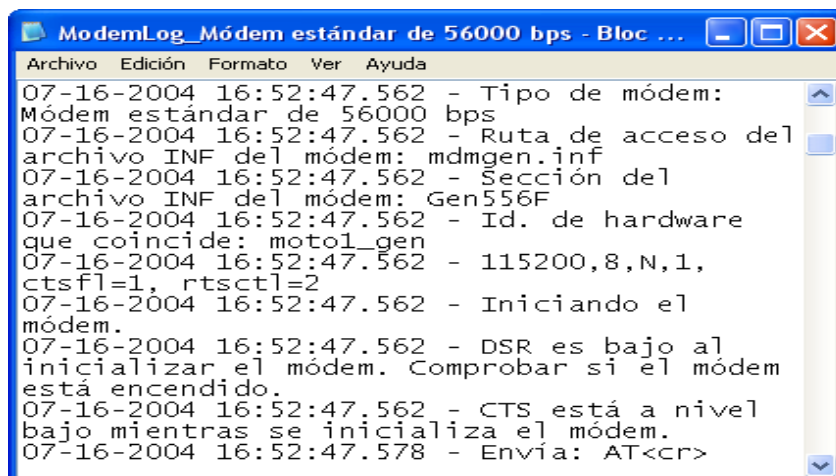 ModemLog_Módem estándar de 56000 bps - Bloc ...
Archivo Edición Formato Ver Ayuda
07-16-2004 16:52:47.562 - Tipo de módem:
Módem estándar de 56000 bps
07-16-2004 16:52:47.562 - Ruta de acceso del
archivo INF del módem: mdmgen.inf
07-16-2004 16:52:47.562 - Sección del
archivo INF del módem: Gen556F
07-16-2004 16:52:47.562 - Id. de hardware
que coincide: moto1_gen
07-16-2004 16:52:47.562 - 115200,8,N,1,
ctsfl=1, rtsctl=2
07-16-2004 16:52:47.562 - Iniciando el
módem.
07-16-2004 16:52:47.562 - DSR es bajo al
inicializar el módem. Comprobar si el módem
está encendido.
07-16-2004 16:52:47.562 - CTS está a nivel
bajo mientras se inicializa el módem.
07-16-2004 16:52:47.578 - Envía: AT<cr>